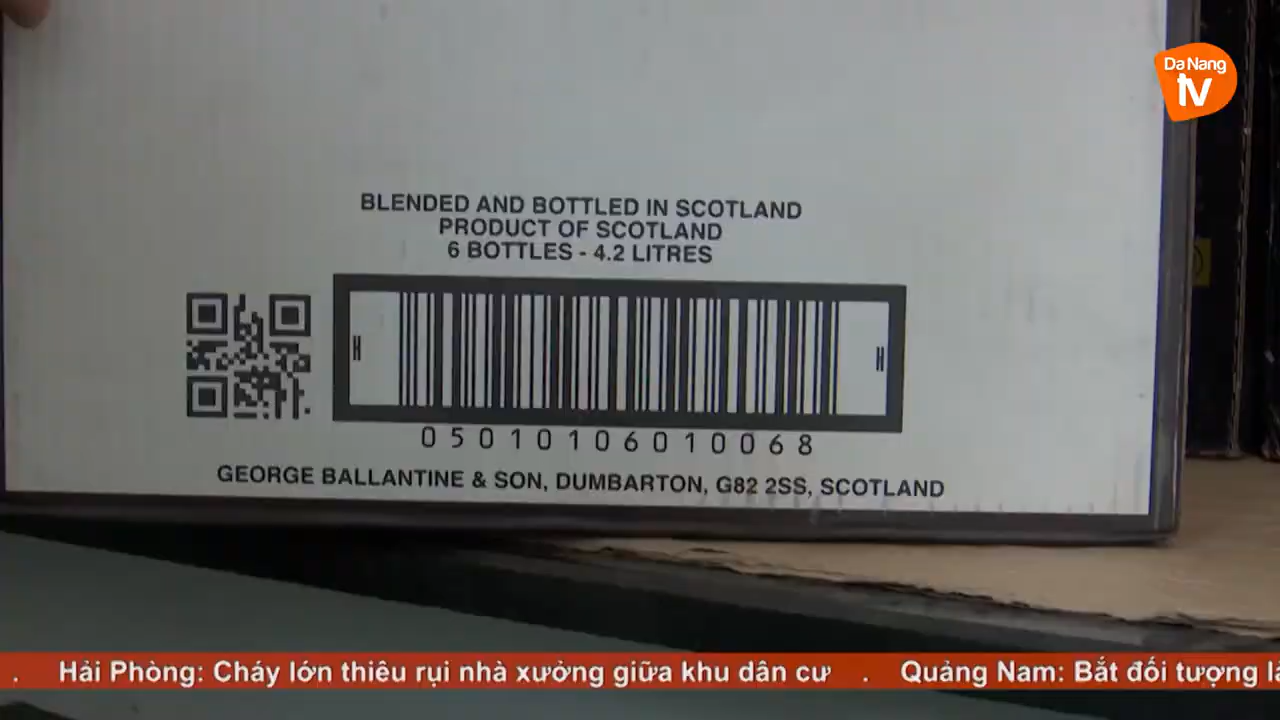 Da Nang
tv
BLENDED AND BOTTLED IN SCOTLAND
PRODUCT OF SCOTLAND
6 BOTTLES - 4.2 LITRES
H
H
05010106010068
GEORGE BALLANTINE & SON, DUMBARTON, G82 2SS, SCOTLAND
. Hải Phòng: Cháy lớn thiêu rụi nhà xưởng giữa khu dân cư . Quảng Nam: Bắt đối tượng